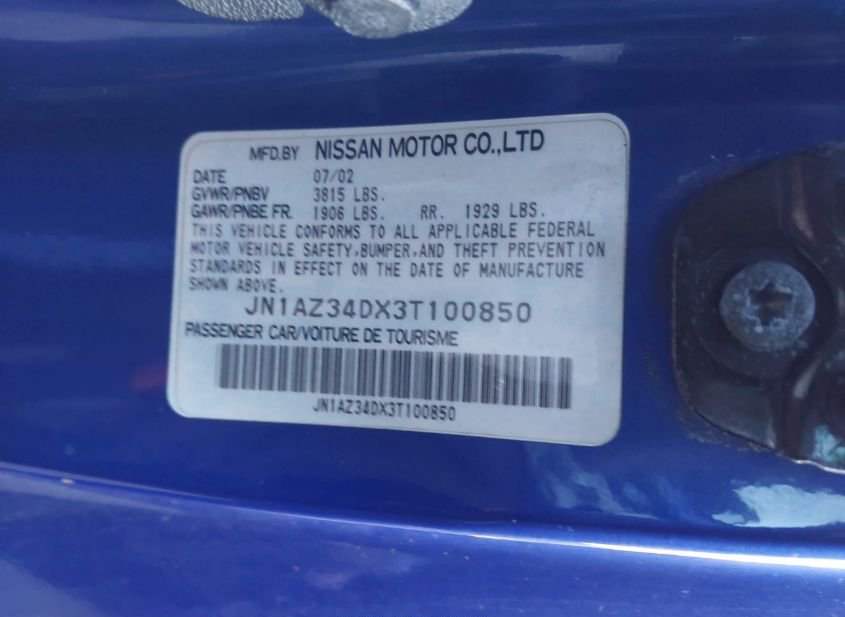 MFD.BY NISSAN MOTOR CO.,LTD
DATE 07/02
GVWR/PNBV 3815 LBS.
GAWR/PNBE FR. 1906 LBS. RR. 1929 LBS.
THIS VEHICLE CONFORMS TO ALL APPLICABLE FEDERAL
MOTOR VEHICLE SAFETY,BUMPER,AND THEFT PREVENTION
STANDARDS IN EFFECT ON THE DATE OF MANUFACTURE
SHOWN ABOVE.
JN1AZ34DX3T100850
PASSENGER CAR/VOITURE DE TOURISME
JN1AZ34DX3T100850